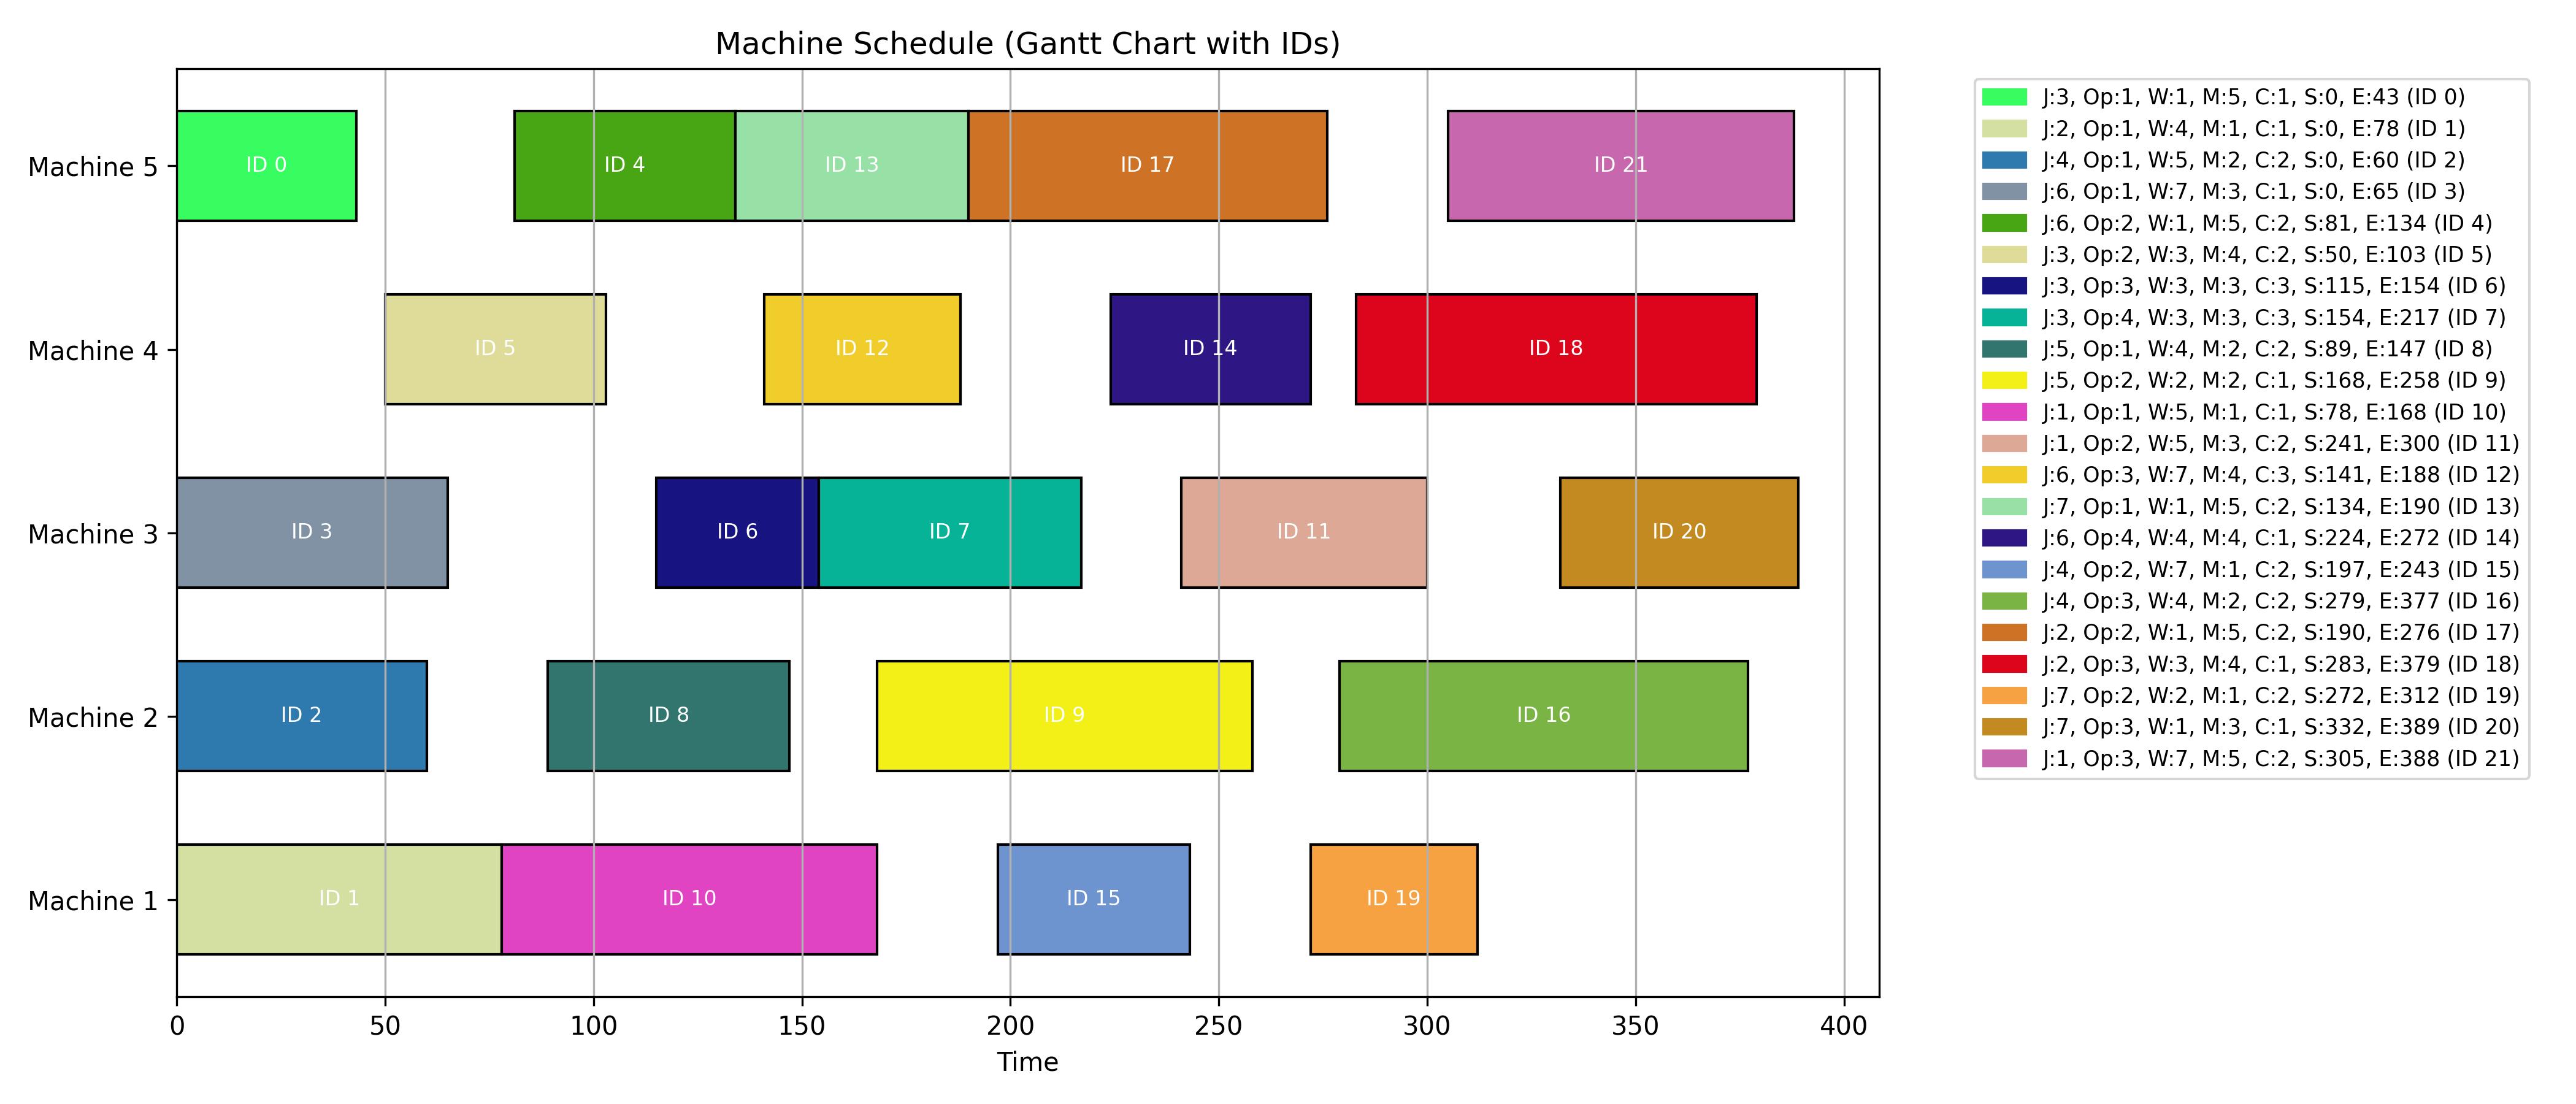 Machine Schedule (Gantt Chart with IDs)
Machine 5
ID 0
ID 4
ID 13
ID 17
ID 21
Machine 4
ID 5
ID 12
ID 14
ID 18
Machine 3
ID 3
ID 6
ID 7
ID 11
ID 20
Machine 2
ID 2
ID 8
ID 9
ID 16
Machine 1
ID 1
ID 10
ID 15
ID 19
0 50 100 150 200 250 300 350 400
Time
J:3, Op:1, W:1, M:5, C:1, S:0, E:43 (ID 0)
J:2, Op:1, W:4, M:1, C:1, S:0, E:78 (ID 1)
J:4, Op:1, W:5, M:2, C:2, S:0, E:60 (ID 2)
J:6, Op:1, W:7, M:3, C:1, S:0, E:65 (ID 3)
J:6, Op:2, W:1, M:5, C:2, S:81, E:134 (ID 4)
J:3, Op:2, W:3, M:4, C:2, S:50, E:103 (ID 5)
J:3, Op:3, W:3, M:3, C:3, S:115, E:154 (ID 6)
J:3, Op:4, W:3, M:3, C:3, S:154, E:217 (ID 7)
J:5, Op:1, W:4, M:2, C:2, S:89, E:147 (ID 8)
J:5, Op:2, W:2, M:2, C:1, S:168, E:258 (ID 9)
J:1, Op:1, W:5, M:1, C:1, S:78, E:168 (ID 10)
J:1, Op:2, W:5, M:3, C:2, S:241, E:300 (ID 11)
J:6, Op:3, W:7, M:4, C:3, S:141, E:188 (ID 12)
J:7, Op:1, W:1, M:5, C:2, S:134, E:190 (ID 13)
J:6, Op:4, W:4, M:4, C:1, S:224, E:272 (ID 14)
J:4, Op:2, W:7, M:1, C:2, S:197, E:243 (ID 15)
J:4, Op:3, W:4, M:2, C:2, S:279, E:377 (ID 16)
J:2, Op:2, W:1, M:5, C:2, S:190, E:276 (ID 17)
J:2, Op:3, W:3, M:4, C:1, S:283, E:379 (ID 18)
J:7, Op:2, W:2, M:1, C:2, S:272, E:312 (ID 19)
J:7, Op:3, W:1, M:3, C:1, S:332, E:389 (ID 20)
J:1, Op:3, W:7, M:5, C:2, S:305, E:388 (ID 21)